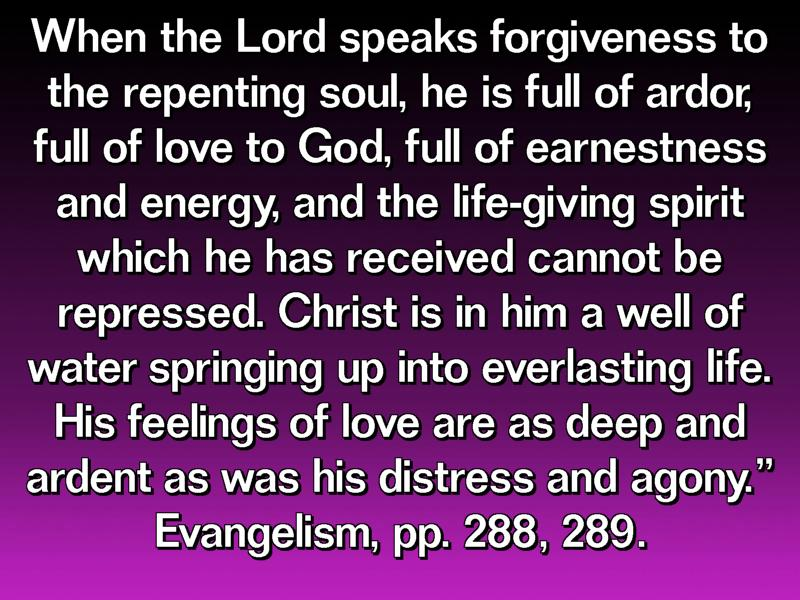 When the Lord speaks forgiveness to
the repenting soul, he is full of ardor,
full of love to God, full of earnestness
and energy, and the life-giving spirit
which he has received cannot be
repressed. Christ is in him a well of
water springing up into everlasting life.
His feelings of love are as deep and
ardent as was his distress and agony.”
Evangelism, pp. 288, 289.